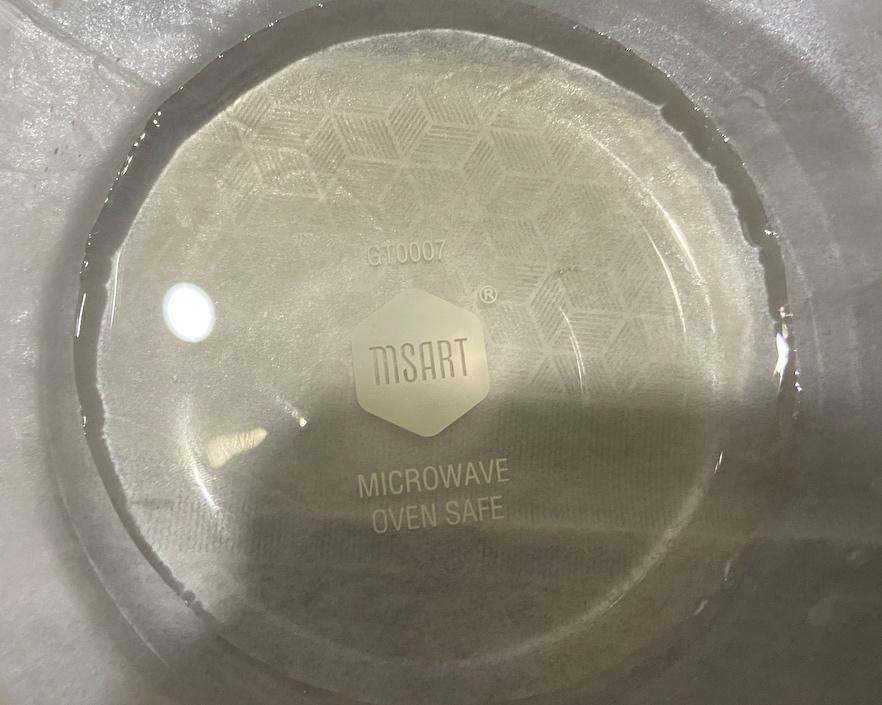 GT0007
®
MSART
MICROWAVE
OVEN SAFE